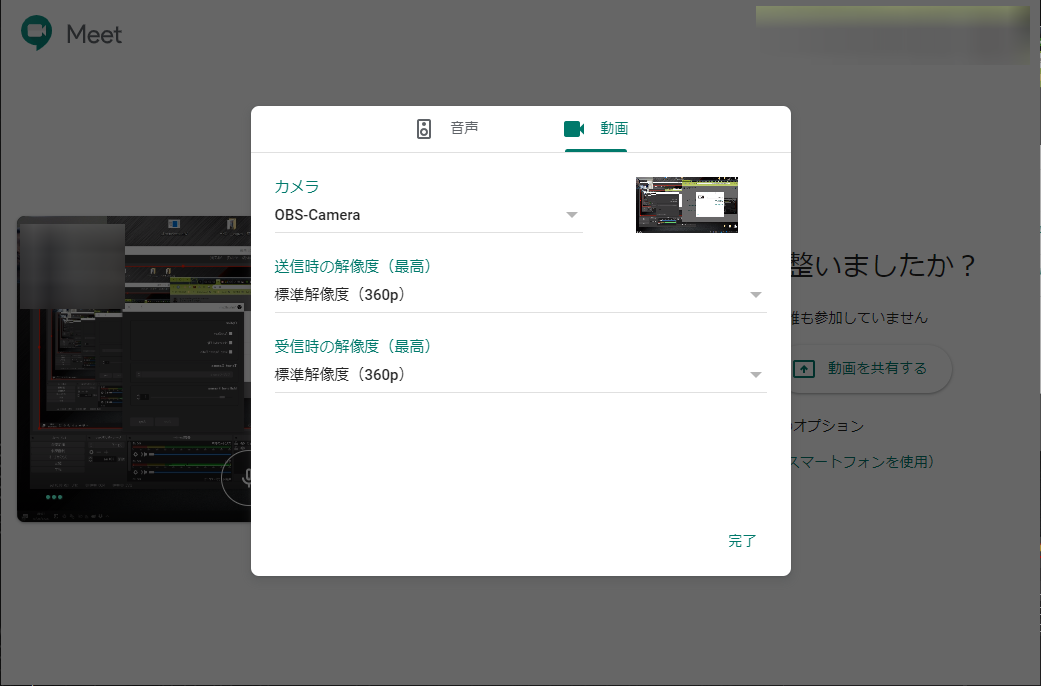 Meet
音声
動画
カメラ
OBS-Camera
送信時の解像度（最高）
標準解像度（360p）
受信時の解像度（最高）
標準解像度（360p）
完了
整いましたか？
誰も参加していません
動画を共有する
オプション
スマートフォンを使用）